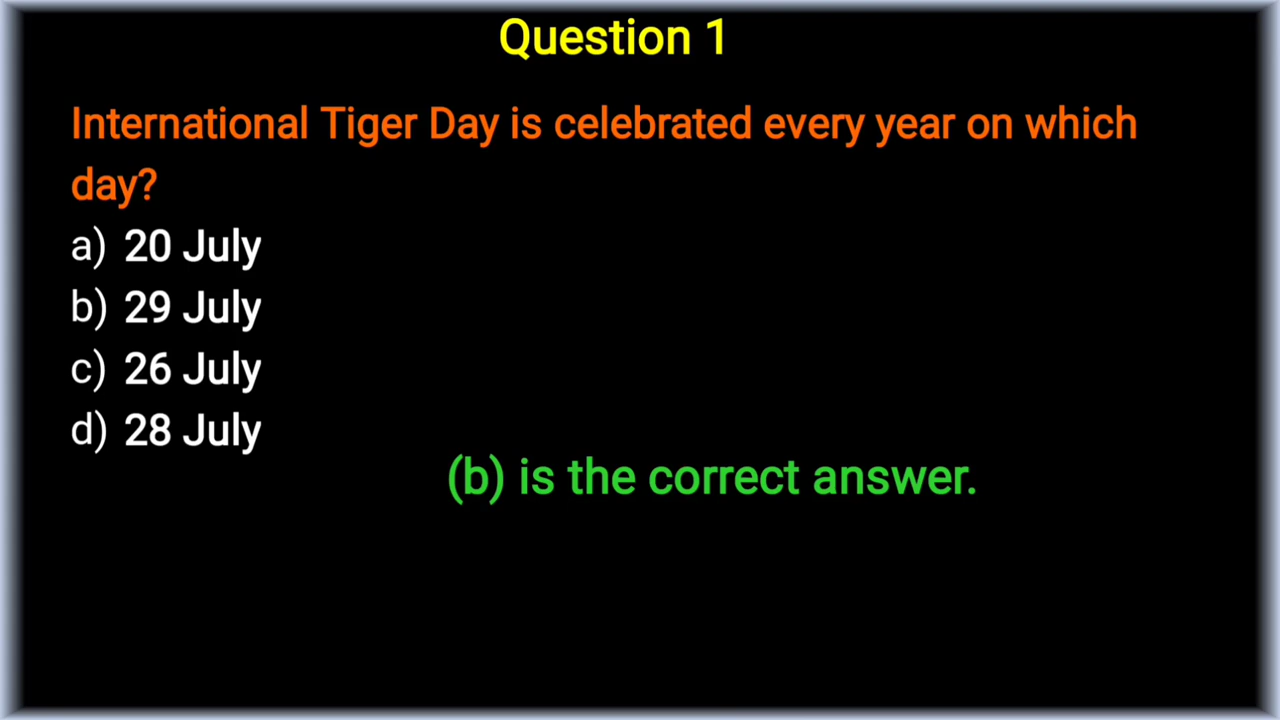 Question 1
International Tiger Day is celebrated every year on which
day?
a) 20 July
b) 29 July
c) 26 July
d) 28 July
(b) is the correct answer.